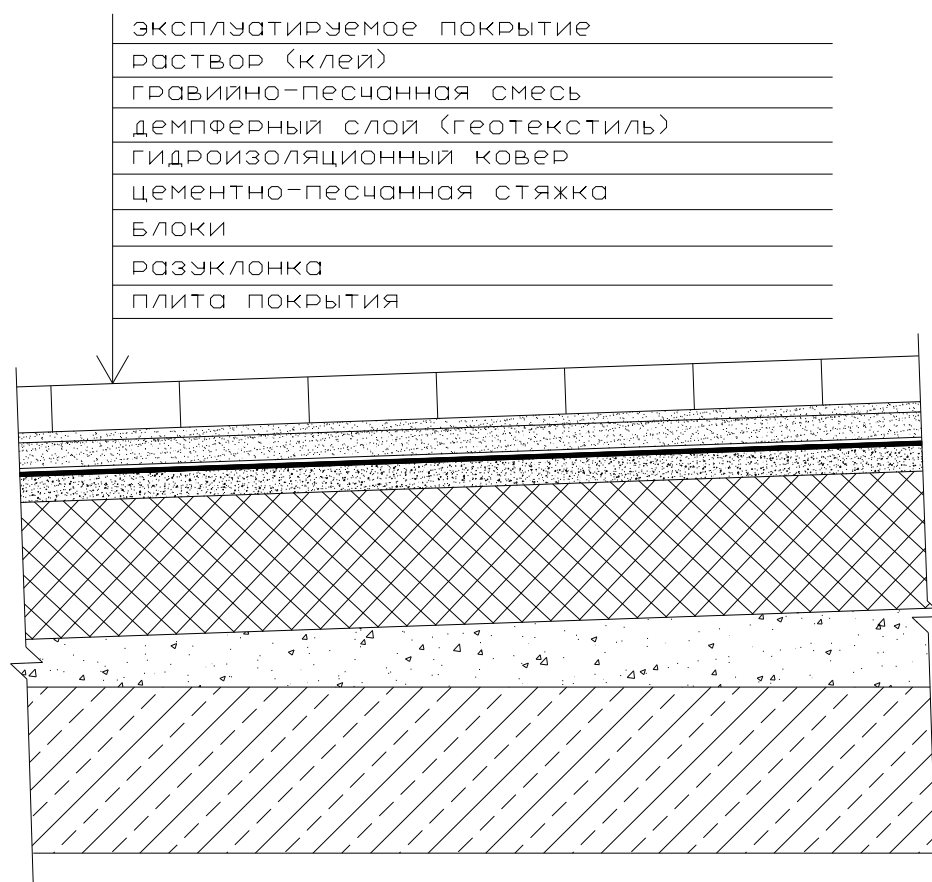 эксплуатируемое покрытие
раствор (клей)
гравийно-песчанная смесь
демпферный слой (геотекстиль)
гидроизоляционный ковер
цементно-песчанная стяжка
Блоки
разуклонка
плита покрытия